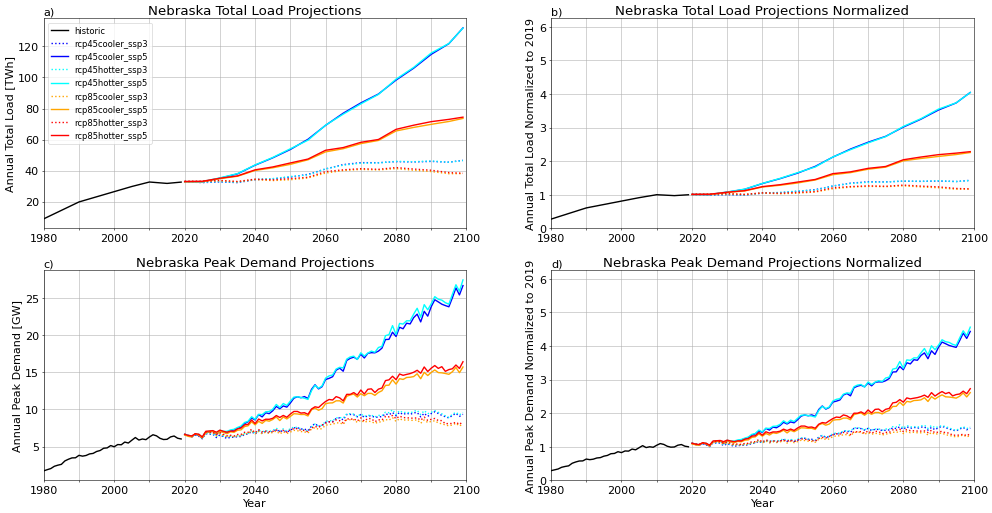 a)
Nebraska Total Load Projections
Annual Total Load [TWh]
120
100
80
60
40
20
historic
rcp45cooler_ssp3
rcp45cooler_ssp5
rcp45hotter_ssp3
rcp45hotter_ssp5
rcp85cooler_ssp3
rcp85cooler_ssp5
rcp85hotter_ssp3
rcp85hotter_ssp5
1980 2000 2020 2040 2060 2080 2100
b)
Nebraska Total Load Projections Normalized
Annual Total Load Normalized to 2019
6
5
4
3
2
1
0
1980 2000 2020 2040 2060 2080 2100
c)
Nebraska Peak Demand Projections
Annual Peak Demand [GW]
25
20
15
10
5
1980 2000 2020 2040 2060 2080 2100
Year
d)
Nebraska Peak Demand Projections Normalized
Annual Peak Demand Normalized to 2019
6
5
4
3
2
1
0
1980 2000 2020 2040 2060 2080 2100
Year